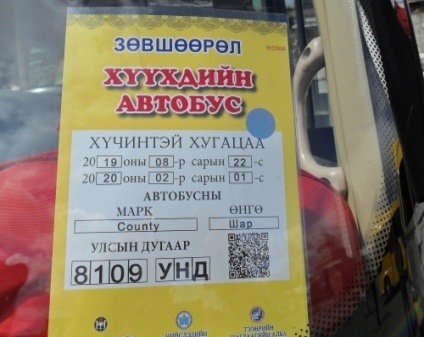 ЗӨВШӨӨРӨЛ
ХҮҮХДИЙН
АВТОБУС
ХҮЧИНТЭЙ ХУГАЦАА
2019 оны 08-р сарын 22-с
2020 оны 02-р сарын 01-с
АВТОБУСНЫ
МАРК ӨНГӨ
County Шар
УЛСЫН ДУГААР
8109 УНД